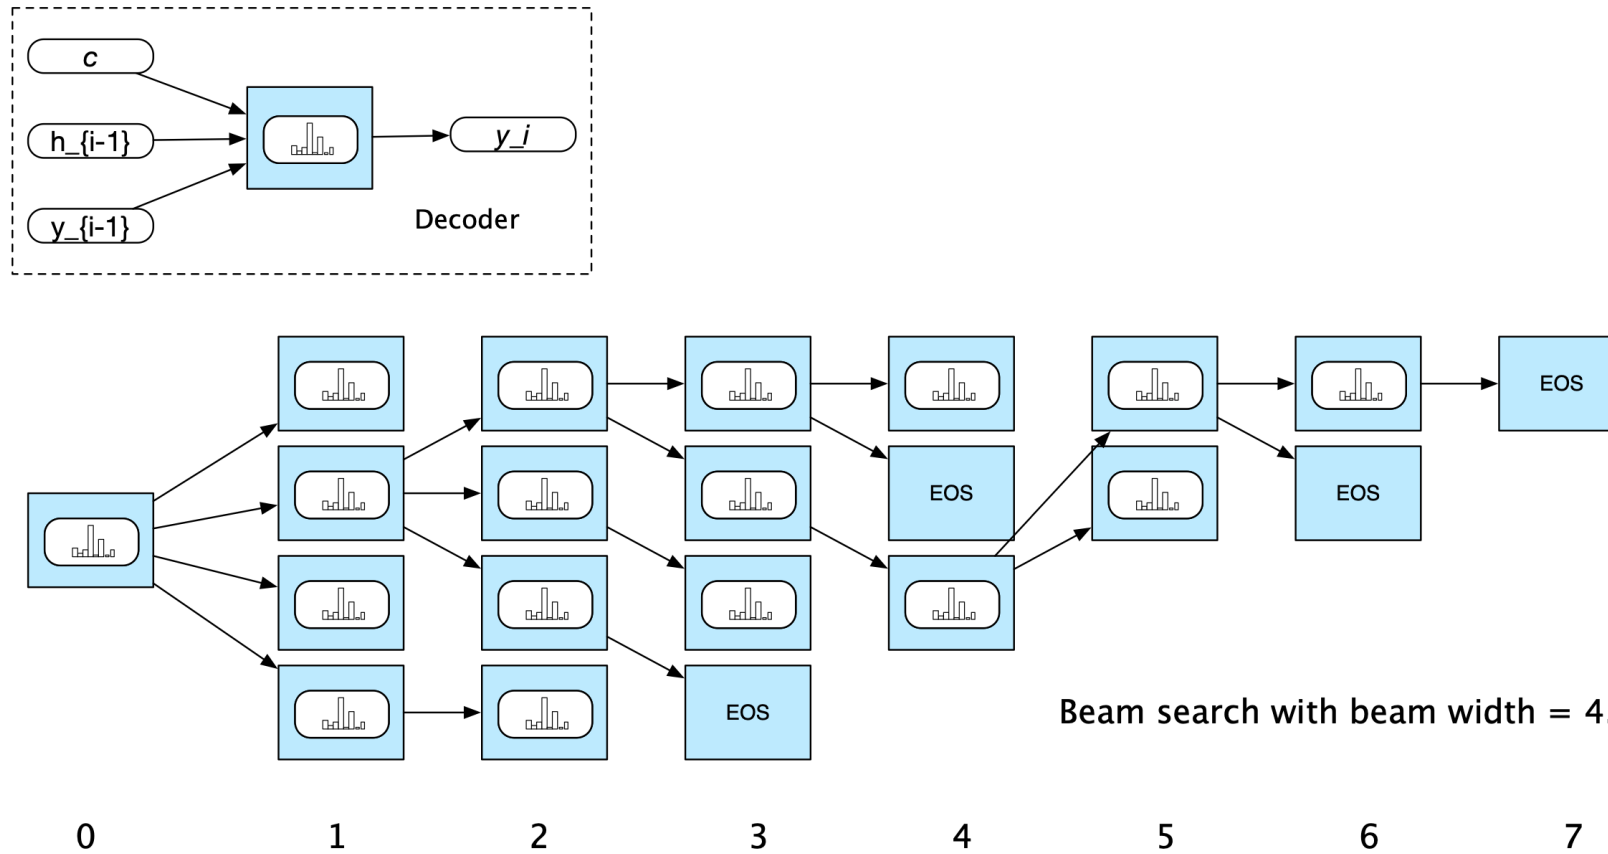 c
h_{i-1}
y_{i-1}
y_i
Decoder
EOS
EOS
EOS
EOS
Beam search with beam width = 4.
0 1 2 3 4 5 6 7